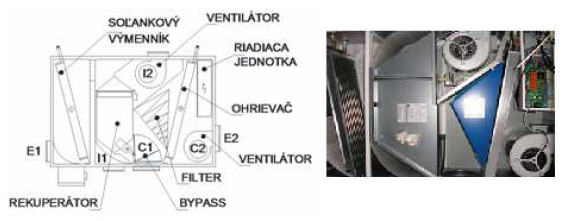 SOĽANKOVÝ
VÝMENNÍK
VENTILÁTOR
RIADIACA
JEDNOTKA
I2
OHRIEVAČ
E1
I1
C1
C2
E2
VENTILÁTOR
FILTER
REKUPERÁTOR
BYPASS